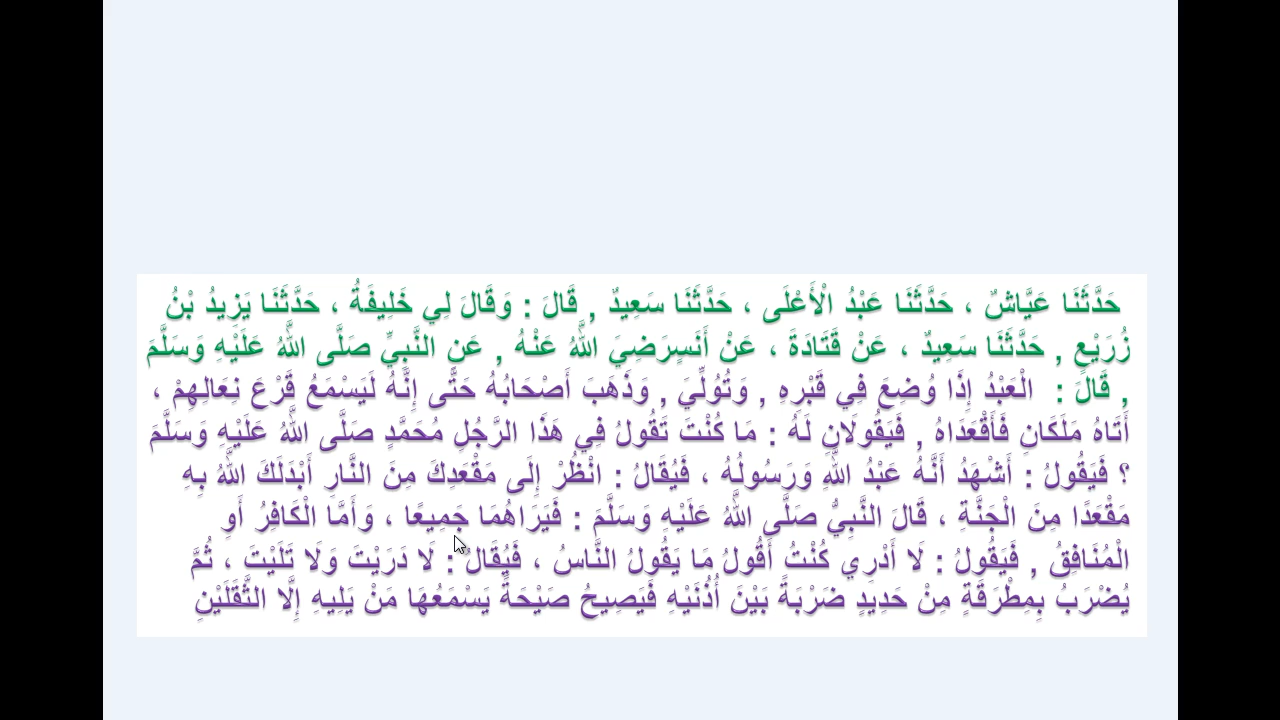 حَدَّثَنَا عَيَّاشٌ ، حَدَّثَنَا عَبْدُ الْأَعْلَى ، حَدَّثَنَا سَعِيدٌ , قَالَ : وَقَالَ لِي خَلِيفَةُ ، حَدَّثَنَا يَزِيدُ بْنُ
زُرَيْعٍ , حَدَّثَنَا سَعِيدٌ ، عَنْ قَتَادَةَ ، عَنْ أَنَسٍرَضِيَ اللَّهُ عَنْهُ , عَنِ النَّبِيِّ صَلَّى اللَّهُ عَلَيْهِ وَسَلَّمَ
, قَالَ : الْعَبْدُ إِذَا وُضِعَ فِي قَبْرِهِ , وَتُوُلِّيَ , وَذَهَبَ أَصْحَابُهُ حَتَّى إِنَّهُ لَيَسْمَعُ قَرْعَ نِعَالِهِمْ ،
أَتَاهُ مَلَكَانِ فَأَقْعَدَاهُ , فَيَقُولَانِ لَهُ : مَا كُنْتَ تَقُولُ فِي هَذَا الرَّجُلِ مُحَمَّدٍ صَلَّى اللَّهُ عَلَيْهِ وَسَلَّمَ
؟ فَيَقُولُ : أَشْهَدُ أَنَّهُ عَبْدُ اللَّهِ وَرَسُولُهُ ، فَيُقَالُ : انْظُرْ إِلَى مَقْعَدِكَ مِنَ النَّارِ أَبْدَلَكَ اللَّهُ بِهِ
مَقْعَدًا مِنَ الْجَنَّةِ ، قَالَ النَّبِيُّ صَلَّى اللَّهُ عَلَيْهِ وَسَلَّمَ : فَيَرَاهُمَا جَمِيعًا ، وَأَمَّا الْكَافِرُ أَوِ
الْمُنَافِقُ , فَيَقُولُ : لَا أَدْرِي كُنْتُ أَقُولُ مَا يَقُولُ النَّاسُ ، فَيُقَالُ : لَا دَرَيْتَ وَلَا تَلَيْتَ ، ثُمَّ
يُضْرَبُ بِمِطْرَقَةٍ مِنْ حَدِيدٍ ضَرْبَةً بَيْنَ أُذُنَيْهِ فَيَصِيحُ صَيْحَةً يَسْمَعُهَا مَنْ يَلِيهِ إِلَّا الثَّقَلَيْنِ